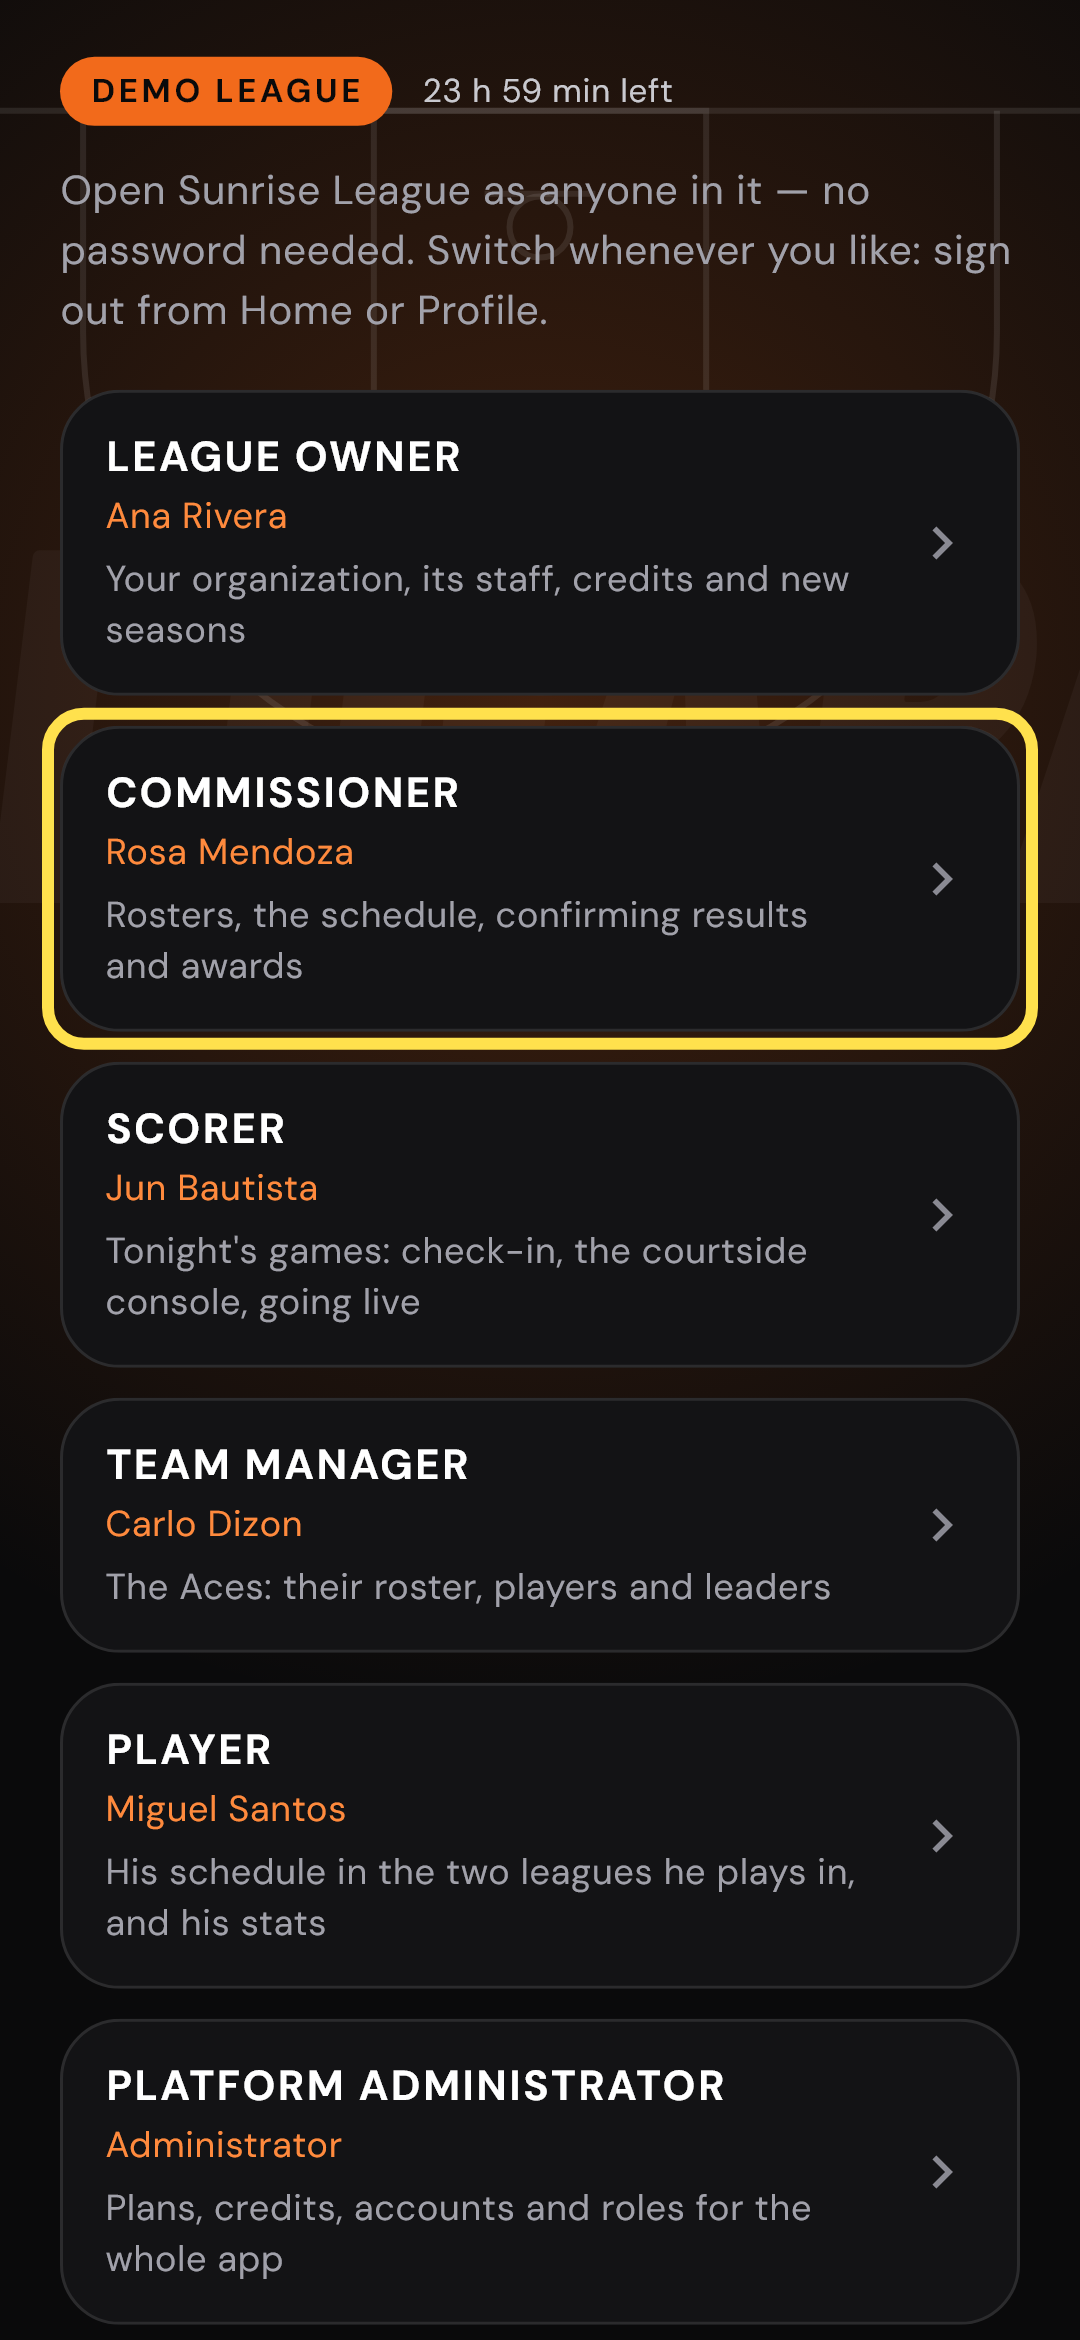 DEMO LEAGUE 23 h 59 min left
Open Sunrise League as anyone in it — no
password needed. Switch whenever you like: sign
out from Home or Profile.
LEAGUE OWNER
Ana Rivera
Your organization, its staff, credits and new
seasons
COMMISSIONER
Rosa Mendoza
Rosters, the schedule, confirming results
and awards
SCORER
Jun Bautista
Tonight's games: check-in, the courtside
console, going live
TEAM MANAGER
Carlo Dizon
The Aces: their roster, players and leaders
PLAYER
Miguel Santos
His schedule in the two leagues he plays in,
and his stats
PLATFORM ADMINISTRATOR
Administrator
Plans, credits, accounts and roles for the
whole app